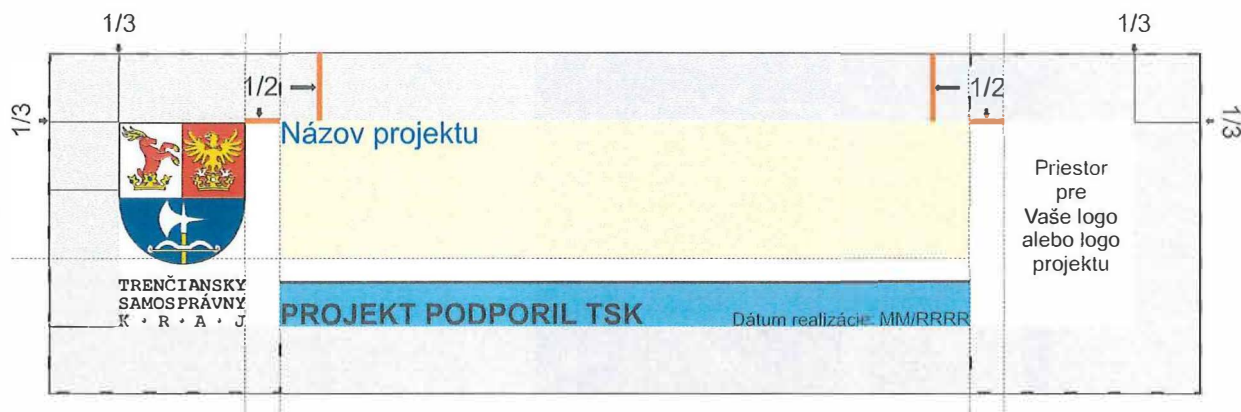 1/3
1/3
1/2
1/2
1/3
1/3
Názov projektu
Priestor
pre
Vaše logo
alebo logo
projektu
TRENČIANSKY
SAMOSPRÁVNY
K · R · A · J
PROJEKT PODPORIL TSK
Dátum realizácie: MM/RRRR